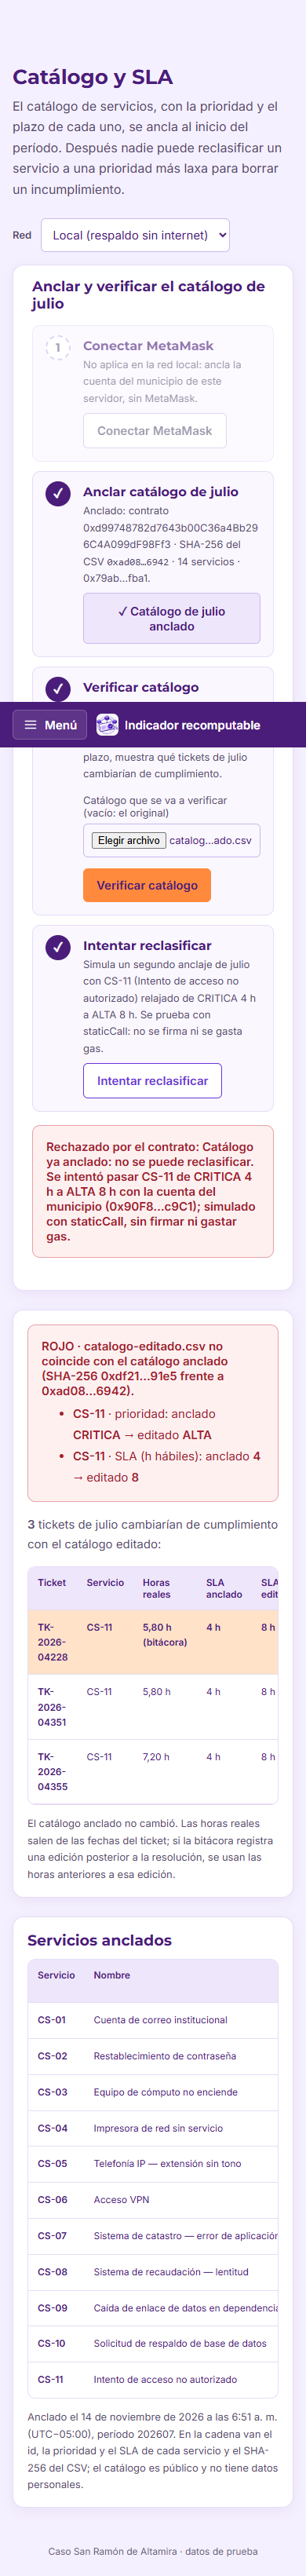 Catálogo y SLA
El catálogo de servicios, con la prioridad y el
plazo de cada uno, se ancla al inicio del
período. Después nadie puede reclasificar un
servicio a una prioridad más laxa para borrar
un incumplimiento.
Red Local (respaldo sin internet)
Anclar y verificar el catálogo de
julio
1 Conectar MetaMask
No aplica en la red local: ancla la
cuenta del municipio de este
servidor, sin MetaMask.
Conectar MetaMask
✓ Anclar catálogo de julio
Anclado: contrato
0xd99748782d7643b00C36a4Bb29
6C4A099dF98Ff3 · SHA-256 del
CSV 0xad08…6942 · 14 servicios ·
0x79ab…fba1.
✓ Catálogo de julio
anclado
✓ Verificar catálogo
Menú Indicador recomputable
plazo, muestra qué tickets de julio
cambiarían de cumplimiento.
Catálogo que se va a verificar
(vacío: el original)
Elegir archivo catalog...ado.csv
Verificar catálogo
✓ Intentar reclasificar
Simula un segundo anclaje de julio
con CS-11 (Intento de acceso no
autorizado) relajado de CRITICA 4 h
a ALTA 8 h. Se prueba con
staticCall: no se firma ni se gasta
gas.
Intentar reclasificar
Rechazado por el contrato: Catálogo
ya anclado: no se puede reclasificar.
Se intentó pasar CS-11 de CRITICA 4
h a ALTA 8 h con la cuenta del
municipio (0x90F8...c9C1); simulado
con staticCall, sin firmar ni gastar
gas.
ROJO · catalogo-editado.csv no
coincide con el catálogo anclado
(SHA-256 0xdf21...91e5 frente a
0xad08...6942).
• CS-11 · prioridad: anclado
CRITICA → editado ALTA
• CS-11 · SLA (h hábiles): anclado 4
→ editado 8
3 tickets de julio cambiarían de cumplimiento
con el catálogo editado:
Ticket Servicio Horas reales SLA anclado SLA edit
TK-2026-04228 CS-11 5,80 h (bitácora) 4 h 8 h
TK-2026-04351 CS-11 5,80 h 4 h 8 h
TK-2026-04355 CS-11 7,20 h 4 h 8 h
El catálogo anclado no cambió. Las horas reales
salen de las fechas del ticket; si la bitácora registra
una edición posterior a la resolución, se usan las
horas anteriores a esa edición.
Servicios anclados
Servicio Nombre
CS-01 Cuenta de correo institucional
CS-02 Restablecimiento de contraseña
CS-03 Equipo de cómputo no enciende
CS-04 Impresora de red sin servicio
CS-05 Telefonía IP — extensión sin tono
CS-06 Acceso VPN
CS-07 Sistema de catastro — error de aplicación
CS-08 Sistema de recaudación — lentitud
CS-09 Caída de enlace de datos en dependencia
CS-10 Solicitud de respaldo de base de datos
CS-11 Intento de acceso no autorizado
Anclado el 14 de noviembre de 2026 a las 6:51 a. m.
(UTC−05:00), período 202607. En la cadena van el
id, la prioridad y el SLA de cada servicio y el SHA-
256 del CSV; el catálogo es público y no tiene datos
personales.
Caso San Ramón de Altamira · datos de prueba